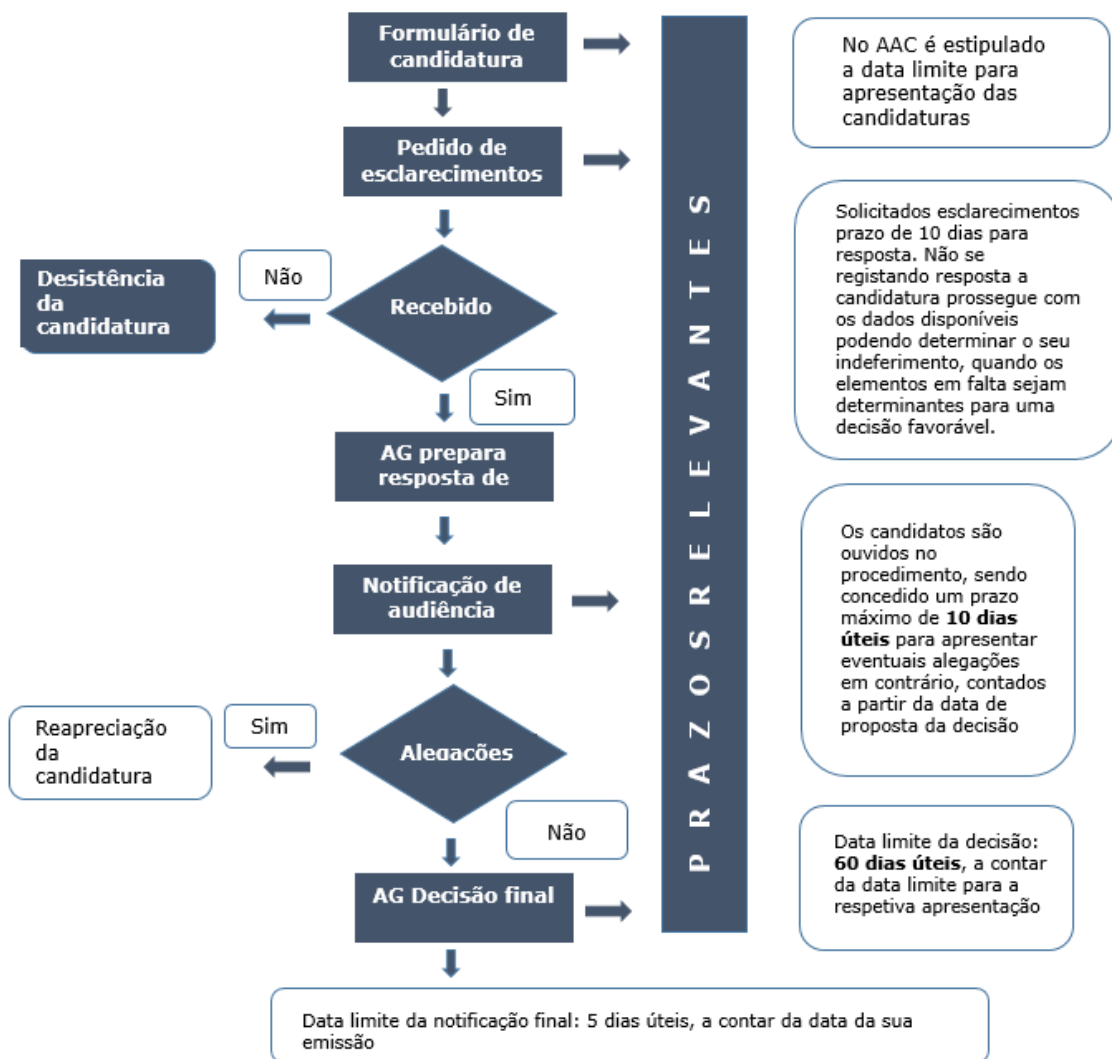 Formulário de
candidatura
No AAC é estipulado
a data limite para
apresentação das
candidaturas
Pedido de
esclarecimentos
Solicitados esclarecimentos
prazo de 10 dias para
resposta. Não se
registando resposta a
candidatura prossegue com
os dados disponíveis
podendo determinar o seu
indeferimento, quando os
elementos em falta sejam
determinantes para uma
decisão favorável.
Recebido
Não
Desistência
da
candidatura
Sim
AG prepara
resposta de
Notificação de
audiência
Os candidatos são
ouvidos no
procedimento, sendo
concedido um prazo
máximo de 10 dias
úteis para apresentar
eventuais alegações
em contrário, contados
a partir da data de
proposta da decisão
Alegações
Sim
Reapreciação
da
candidatura
Não
AG Decisão final
Data limite da decisão:
60 dias úteis, a contar
da data limite para a
respetiva apresentação
PRAZOS RELEVANTES
Data limite da notificação final: 5 dias úteis, a contar da data da sua
emissão